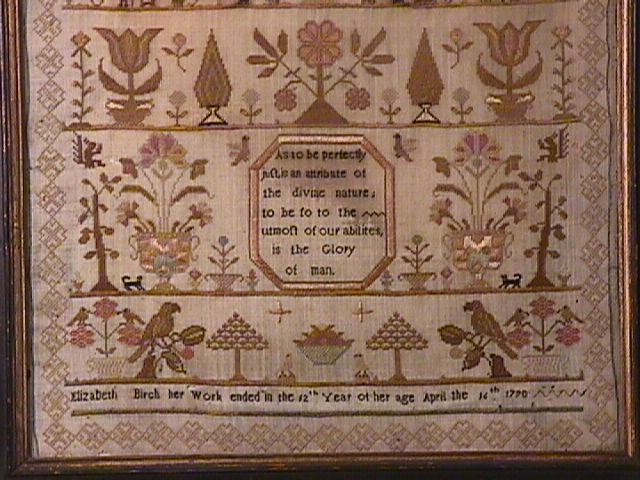 As to be perfectly
juſt, is an attribute of
the divine nature;
to be ſo to the
utmoſt of our abilites,
is the Glory
of man.
Elizabeth Birch her Work ended in the 12th Year of her age April the 14th 1790